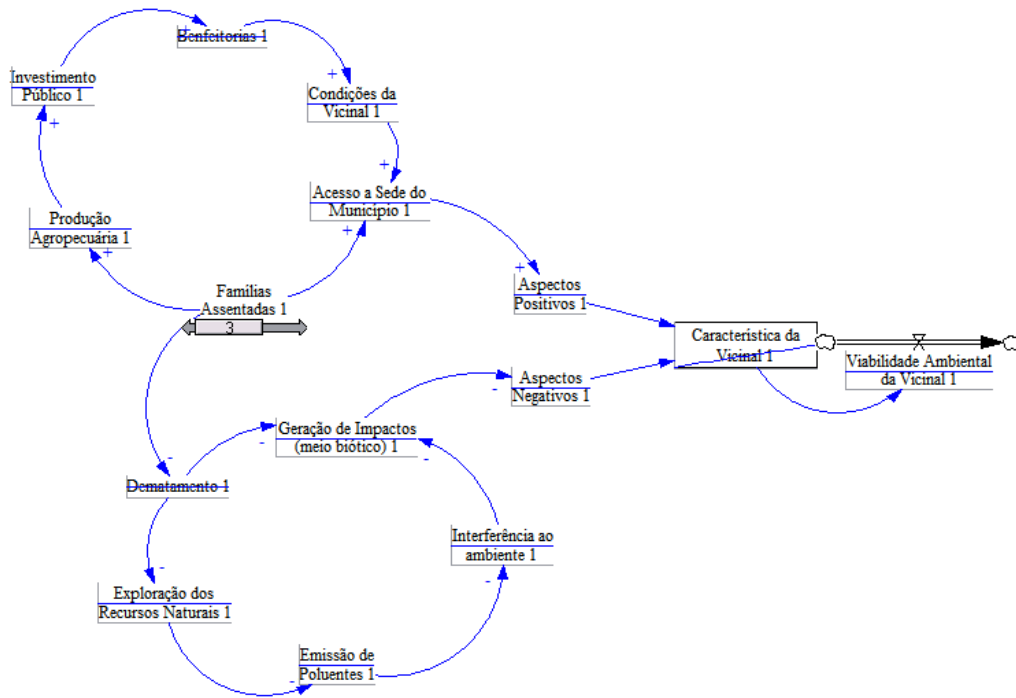 Benfeitorias 1
Investimento
Público 1
Condições da
Vicinal 1
Acesso a Sede do
Município 1
Produção
Agropecuária 1
Familias
Assentadas 1
3
Aspectos
Positivos 1
Característica da
Vicinal 1
Viabilidade Ambiental
da Vicinal 1
Aspectos
Negativos 1
Geração de Impactos
(meio biótico) 1
Dematamento 1
Interferência ao
ambiente 1
Exploração dos
Recursos Naturais 1
Emissão de
Poluentes 1